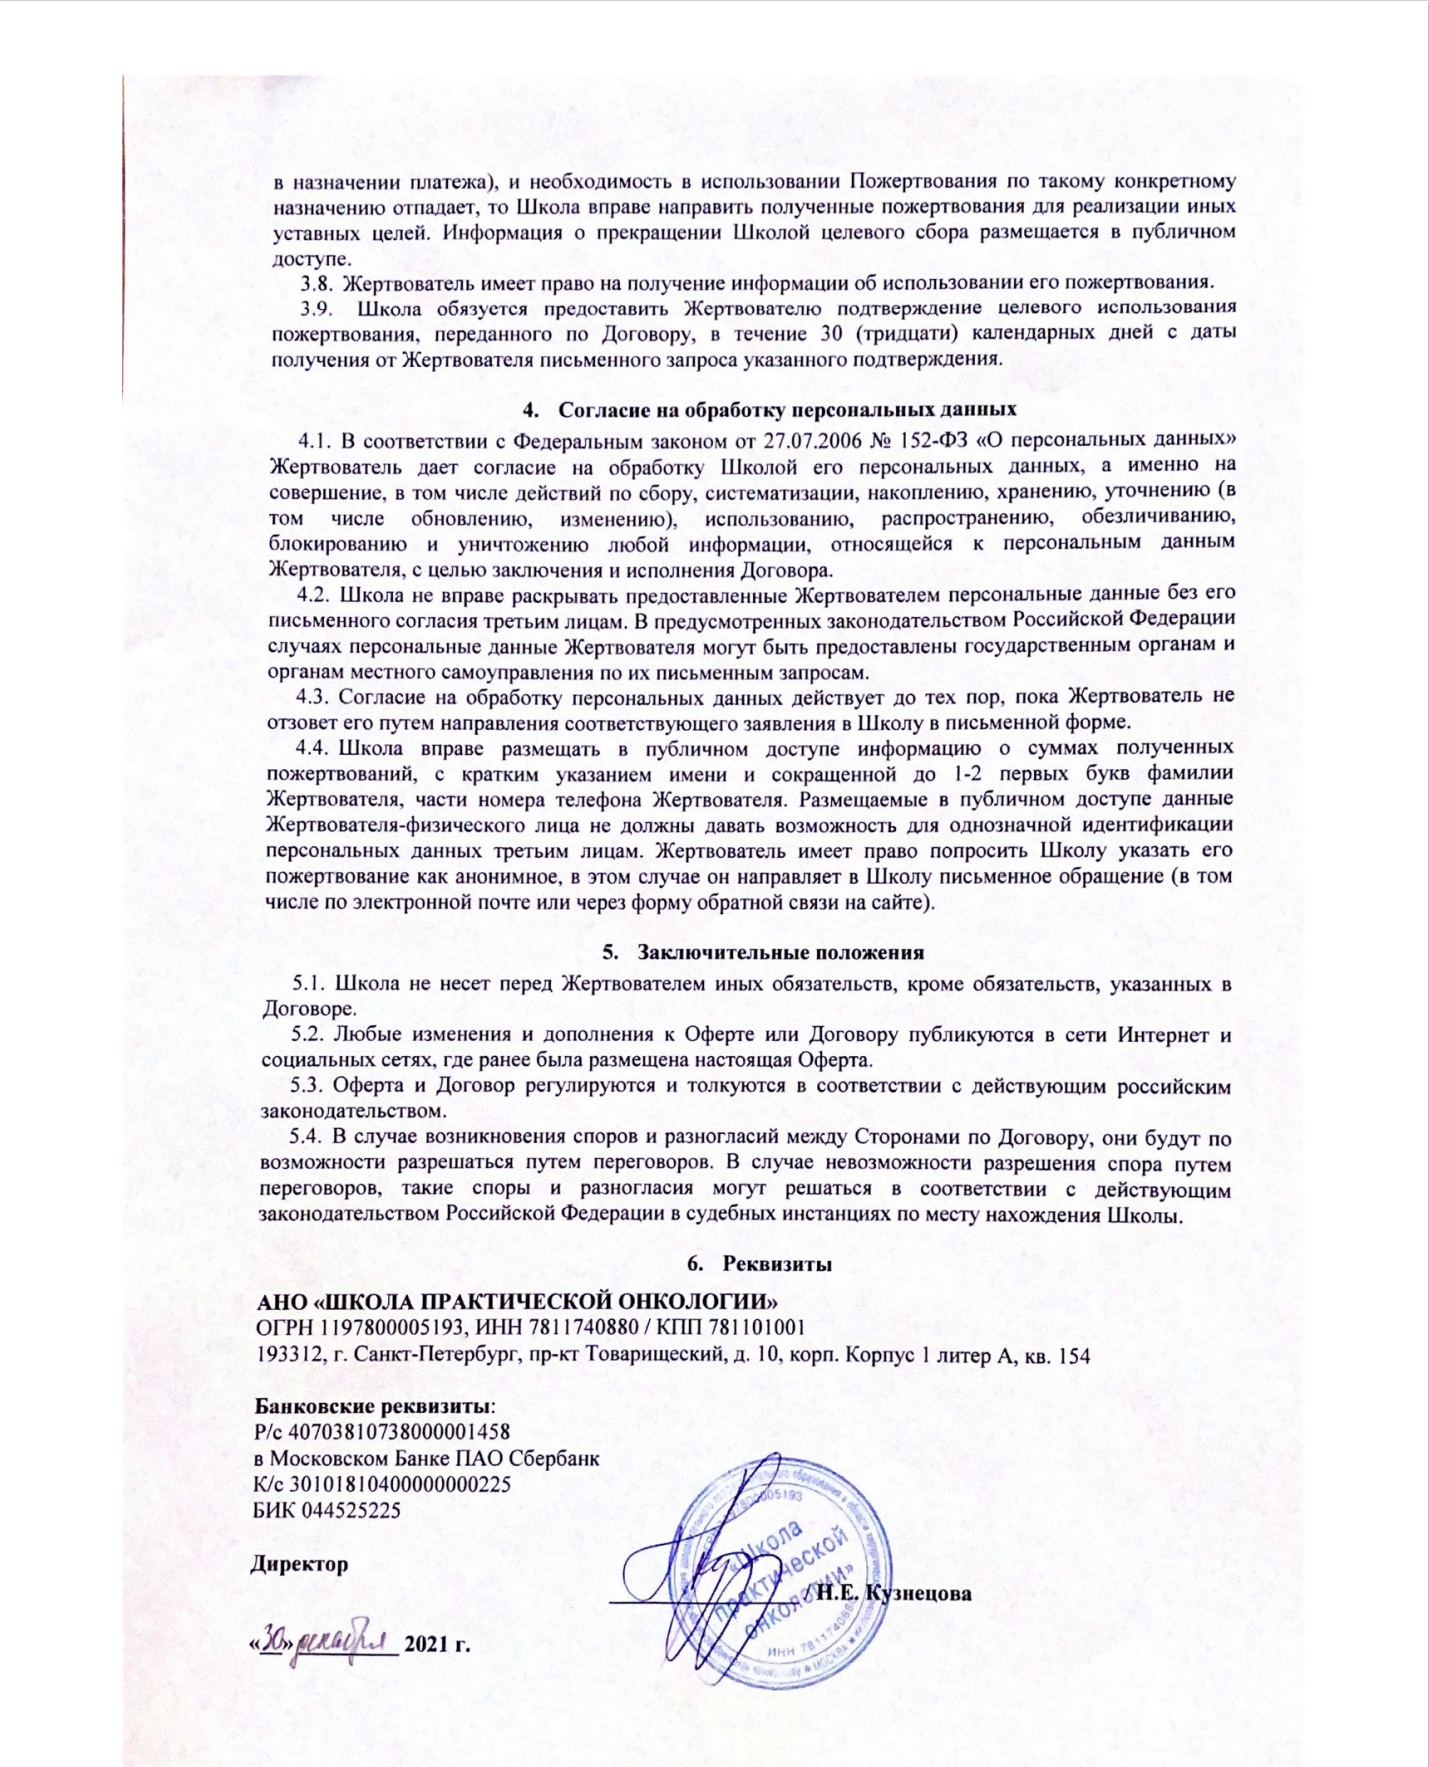 в назначении платежа), и необходимость в использовании Пожертвования по такому конкретному
назначению отпадает, то Школа вправе направить полученные пожертвования для реализации иных
уставных целей. Информация о прекращении Школой целевого сбора размещается в публичном
доступе.
3.8. Жертвователь имеет право на получение информации об использовании его пожертвования.
3.9. Школа обязуется предоставить Жертвователю подтверждение целевого использования
пожертвования, переданного по Договору, в течение 30 (тридцати) календарных дней с даты
получения от Жертвователя письменного запроса указанного подтверждения.
4. Согласие на обработку персональных данных
4.1. В соответствии с Федеральным законом от 27.07.2006 № 152-ФЗ «О персональных данных»
Жертвователь дает согласие на обработку Школой его персональных данных, а именно на
совершение, в том числе действий по сбору, систематизации, накоплению, хранению, уточнению (в
том числе обновлению, изменению), использованию, распространению, обезличиванию,
блокированию и уничтожению любой информации, относящейся к персональным данным
Жертвователя, с целью заключения и исполнения Договора.
4.2. Школа не вправе раскрывать предоставленные Жертвователем персональные данные без его
письменного согласия третьим лицам. В предусмотренных законодательством Российской Федерации
случаях персональные данные Жертвователя могут быть предоставлены государственным органам и
органам местного самоуправления по их письменным запросам.
4.3. Согласие на обработку персональных данных действует до тех пор, пока Жертвователь не
отзовет его путем направления соответствующего заявления в Школу в письменной форме.
4.4. Школа вправе размещать в публичном доступе информацию о суммах полученных
пожертвований, с кратким указанием имени и сокращенной до 1-2 первых букв фамилии
Жертвователя, части номера телефона Жертвователя. Размещаемые в публичном доступе данные
Жертвователя-физического лица не должны давать возможность для однозначной идентификации
персональных данных третьим лицам. Жертвователь имеет право попросить Школу указать его
пожертвование как анонимное, в этом случае он направляет в Школу письменное обращение (в том
числе по электронной почте или через форму обратной связи на сайте).
5. Заключительные положения
5.1. Школа не несет перед Жертвователем иных обязательств, кроме обязательств, указанных в
Договоре.
5.2. Любые изменения и дополнения к Оферте или Договору публикуются в сети Интернет и
социальных сетях, где ранее была размещена настоящая Оферта.
5.3. Оферта и Договор регулируются и толкуются в соответствии с действующим российским
законодательством.
5.4. В случае возникновения споров и разногласий между Сторонами по Договору, они будут по
возможности разрешаться путем переговоров. В случае невозможности разрешения спора путем
переговоров, такие споры и разногласия могут решаться в соответствии с действующим
законодательством Российской Федерации в судебных инстанциях по месту нахождения Школы.
6. Реквизиты
АНО «ШКОЛА ПРАКТИЧЕСКОЙ ОНКОЛОГИИ»
ОГРН 1197800005193, ИНН 7811740880 / КПП 781101001
193312, г. Санкт-Петербург, пр-кт Товарищеский, д. 10, корп. Корпус 1 литер А, кв. 154
Банковские реквизиты:
Р/с 40703810738000001458
в Московском Банке ПАО Сбербанк
К/с 30101810400000000225
БИК 044525225
Директор
/ Н.Е. Кузнецова
«Школа
практической
онкологии»
ИНН 7811740880
МОСКВА
«30» декабря 2021 г.